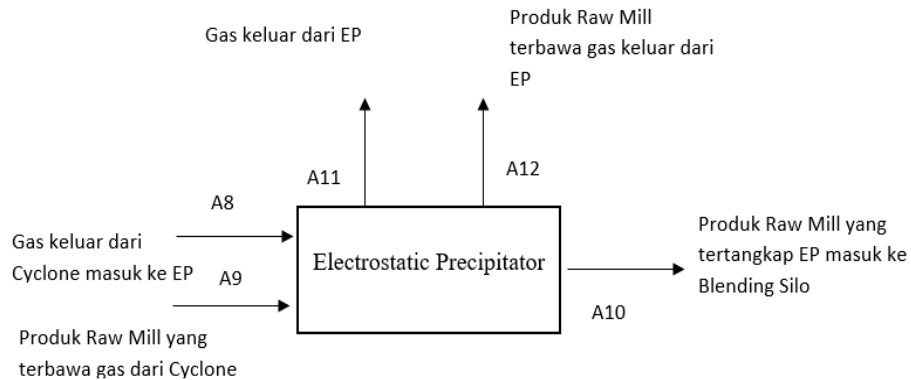 Gas keluar dari EP
Produk Raw Mill
terbawa gas keluar dari
EP
A11
A12
A8
Gas keluar dari
Cyclone masuk ke EP
A9
Produk Raw Mill yang
terbawa gas dari Cyclone
Electrostatic Precipitator
A10
Produk Raw Mill yang
tertangkap EP masuk ke
Blending Silo